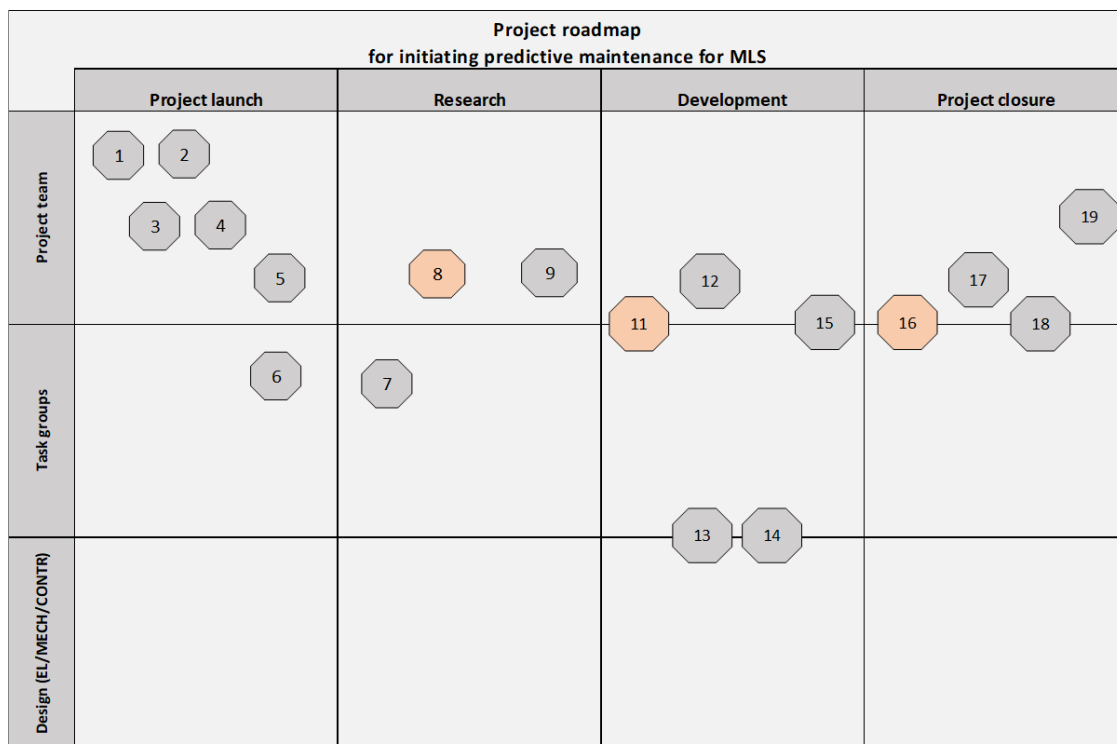 Project roadmap
for initiating predictive maintenance for MLS
Project launch
Research
Development
Project closure
Project team
1
2
3
4
5
8
9
12
11
15
17
16
18
19
Task groups
6
7
13
14
Design (EL/MECH/CONTR)